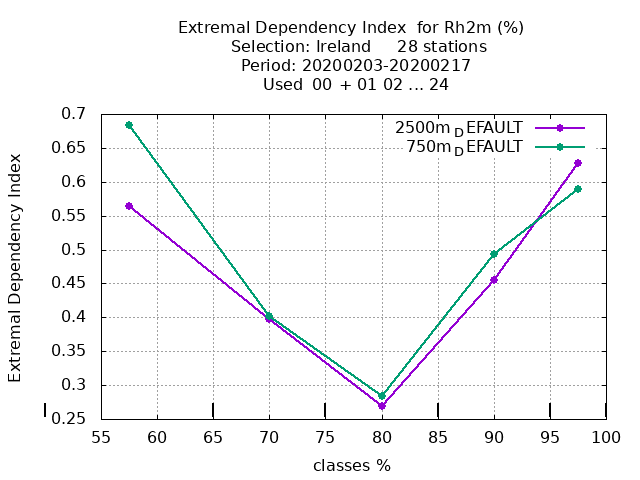 Extremal Dependency Index for Rh2m (%)
Selection: Ireland 28 stations
Period: 20200203-20200217
Used 00 + 01 02 ... 24
2500m_DEFAULT
750m_DEFAULT
Extremal Dependency Index
0.7
0.65
0.6
0.55
0.5
0.45
0.4
0.35
0.3
0.25
55 60 65 70 75 80 85 90 95 100
classes %